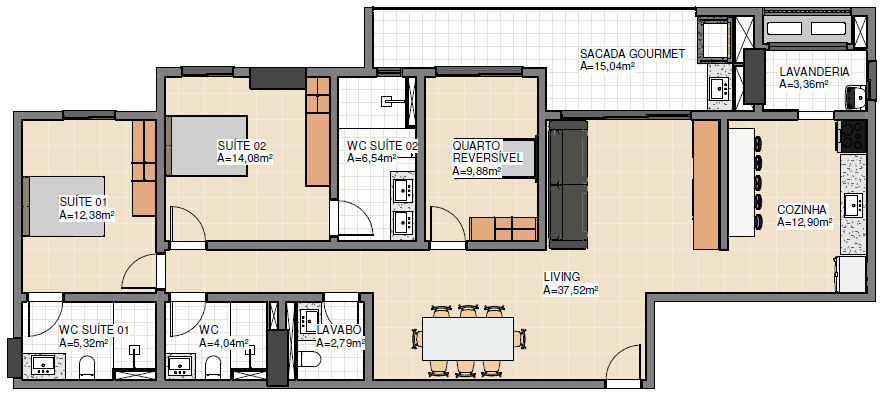 SACADA GOURMET
A=15,04m²
LAVANDERIA
A=3,36m²
SUÍTE 02
A=14,08m²
WC SUÍTE 02
A=6,54m²
QUARTO
REVERSÍVEL
A=9,88m²
SUÍTE 01
A=12,38m²
COZINHA
A=12,90m²
LIVING
A=37,52m²
WC SUÍTE 01
A=5,32m²
WC
A=4,04m²
LAVABO
A=2,79m²